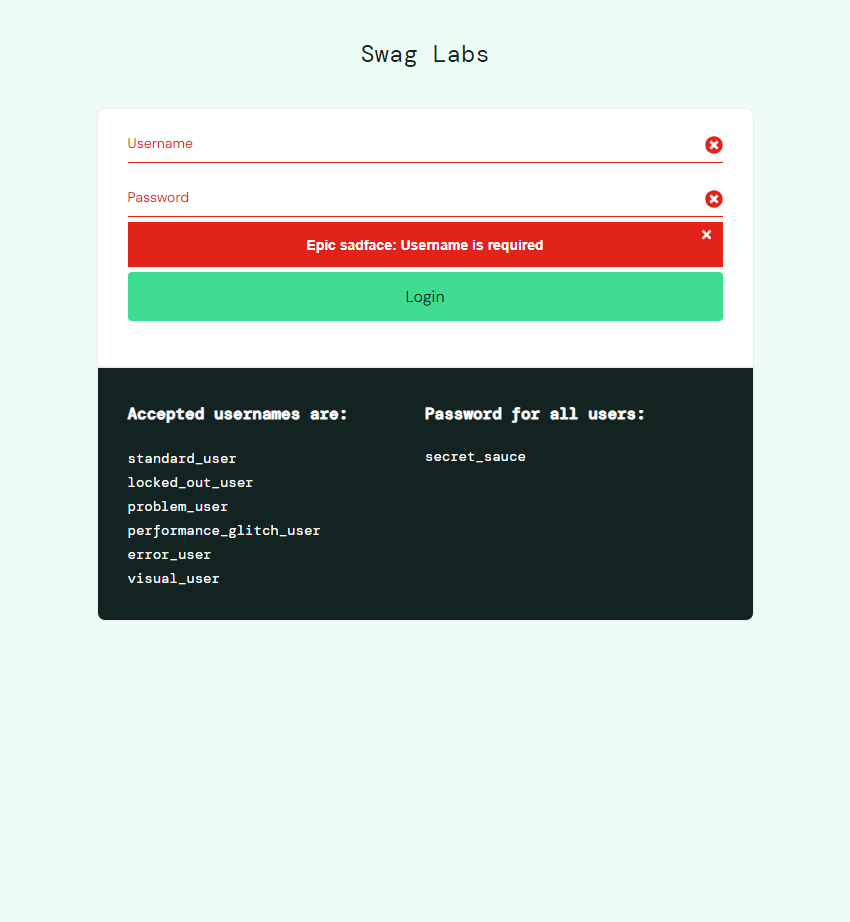 Swag Labs
Username
Password
Epic sadface: Username is required
Login
Accepted usernames are:
standard_user
locked_out_user
problem_user
performance_glitch_user
error_user
visual_user
Password for all users:
secret_sauce